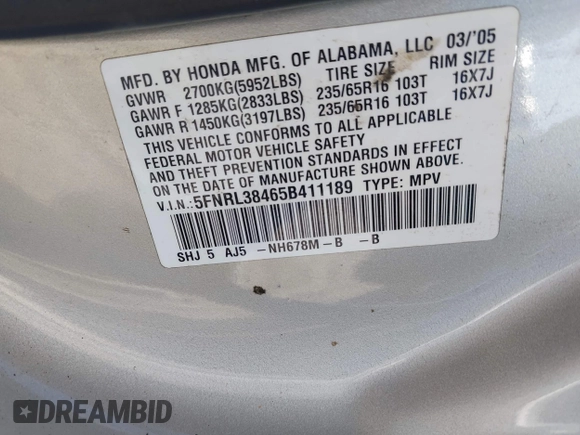 MFD. BY HONDA MFG. OF ALABAMA, LLC 03/'05
GVWR 2700KG(5952LBS) TIRE SIZE RIM SIZE
GAWR F 1285KG(2833LBS) 235/65R16 103T 16X7J
GAWR R 1450KG(3197LBS) 235/65R16 103T 16X7J
THIS VEHICLE CONFORMS TO ALL APPLICABLE
FEDERAL MOTOR VEHICLE SAFETY
AND THEFT PREVENTION STANDARDS IN EFFECT
ON THE DATE OF MANUFACTURE SHOWN ABOVE.
V.I.N.: 5FNRL38465B411189 TYPE: MPV
SHJ 5 AJ5 -NH678M-B -B
DREAMBID